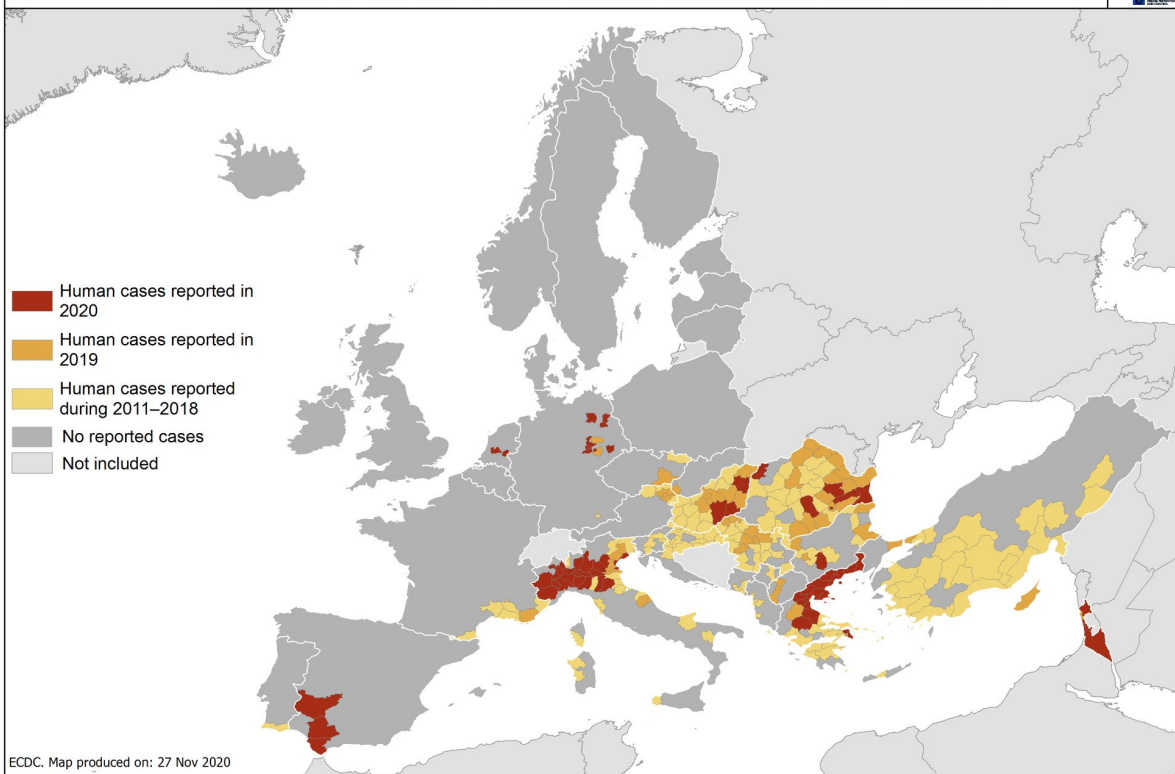 Human cases reported in
2020
Human cases reported in
2019
Human cases reported
during 2011–2018
No reported cases
Not included
ECDC. Map produced on: 27 Nov 2020